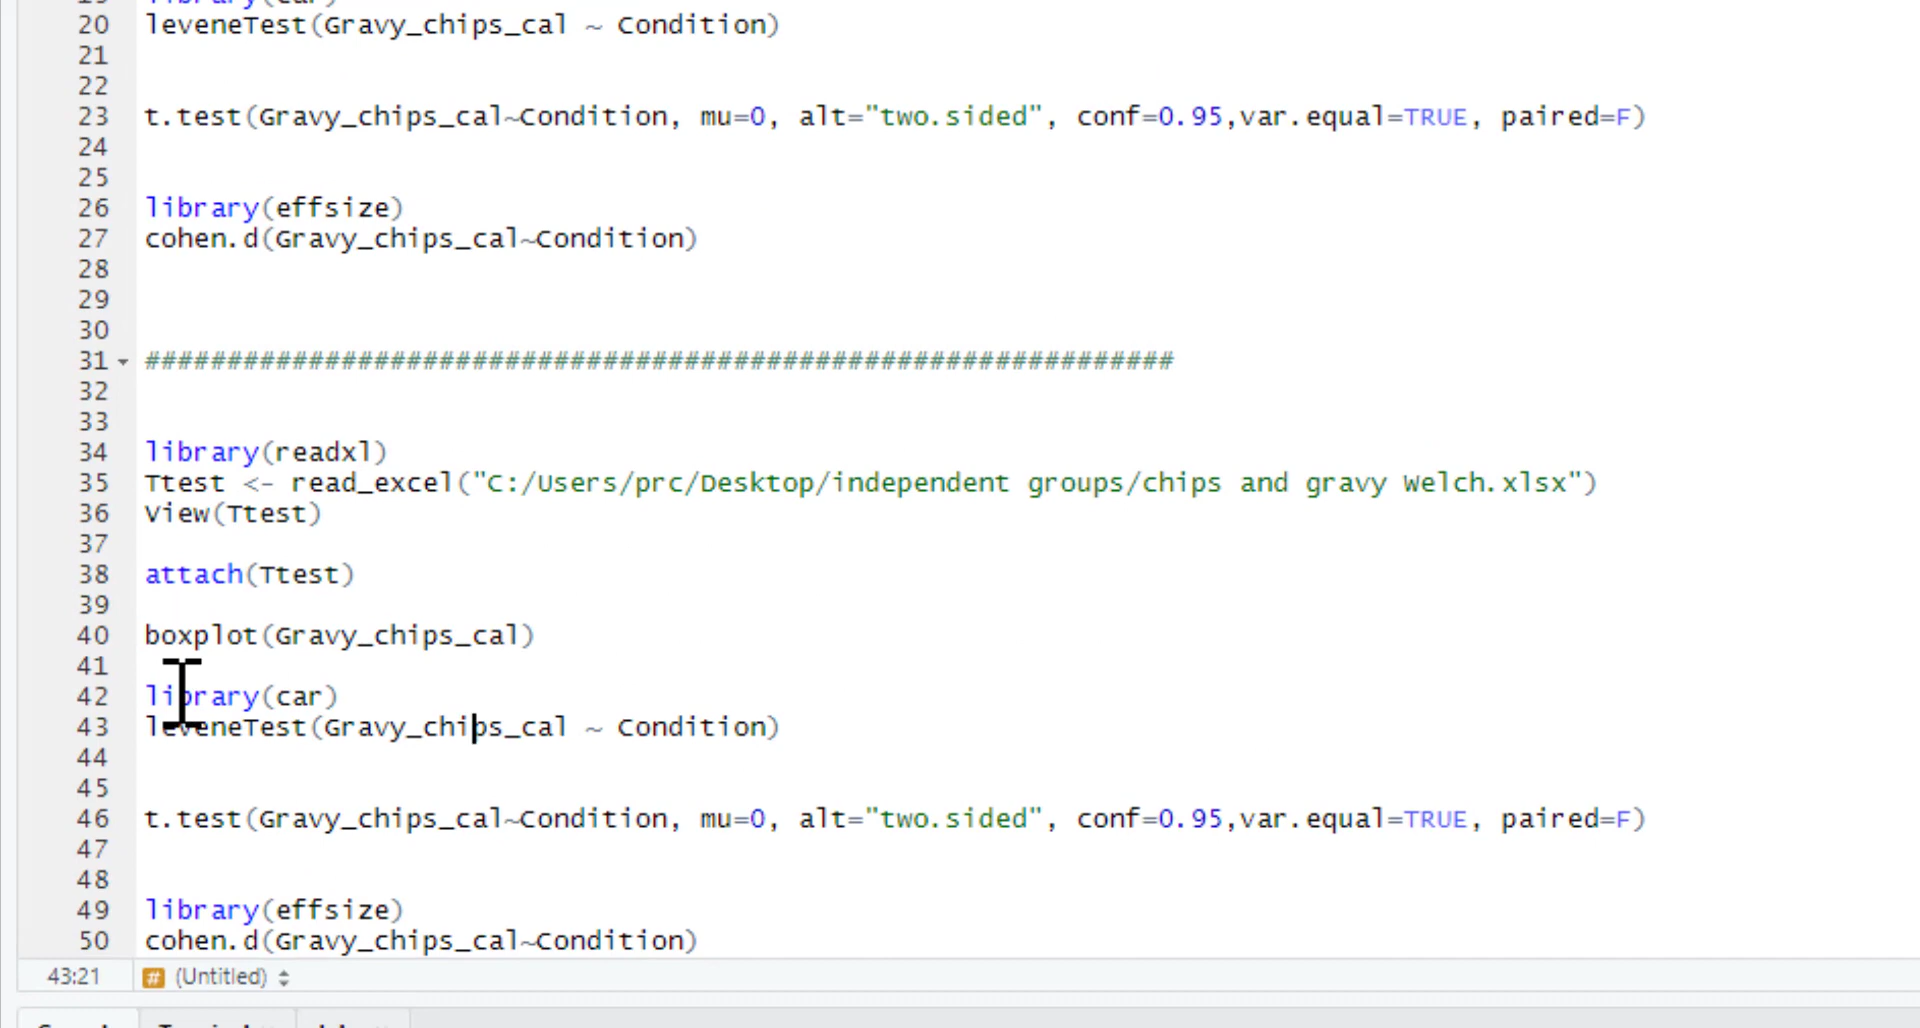 20 leveneTest(Gravy_chips_cal ~ Condition)
21
22
23 t.test(Gravy_chips_cal~Condition, mu=0, alt="two.sided", conf=0.95,var.equal=TRUE, paired=F)
24
25
26 library(effsize)
27 cohen.d(Gravy_chips_cal~Condition)
28
29
30
31 ###############################################################
32
33
34 library(readxl)
35 Ttest <- read_excel("C:/Users/prc/Desktop/independent groups/chips and gravy Welch.xlsx")
36 View(Ttest)
37
38 attach(Ttest)
39
40 boxplot(Gravy_chips_cal)
41
42 library(car)
43 leveneTest(Gravy_chips_cal ~ Condition)
44
45
46 t.test(Gravy_chips_cal~Condition, mu=0, alt="two.sided", conf=0.95,var.equal=TRUE, paired=F)
47
48
49 library(effsize)
50 cohen.d(Gravy_chips_cal~Condition)
43:21 # (Untitled)